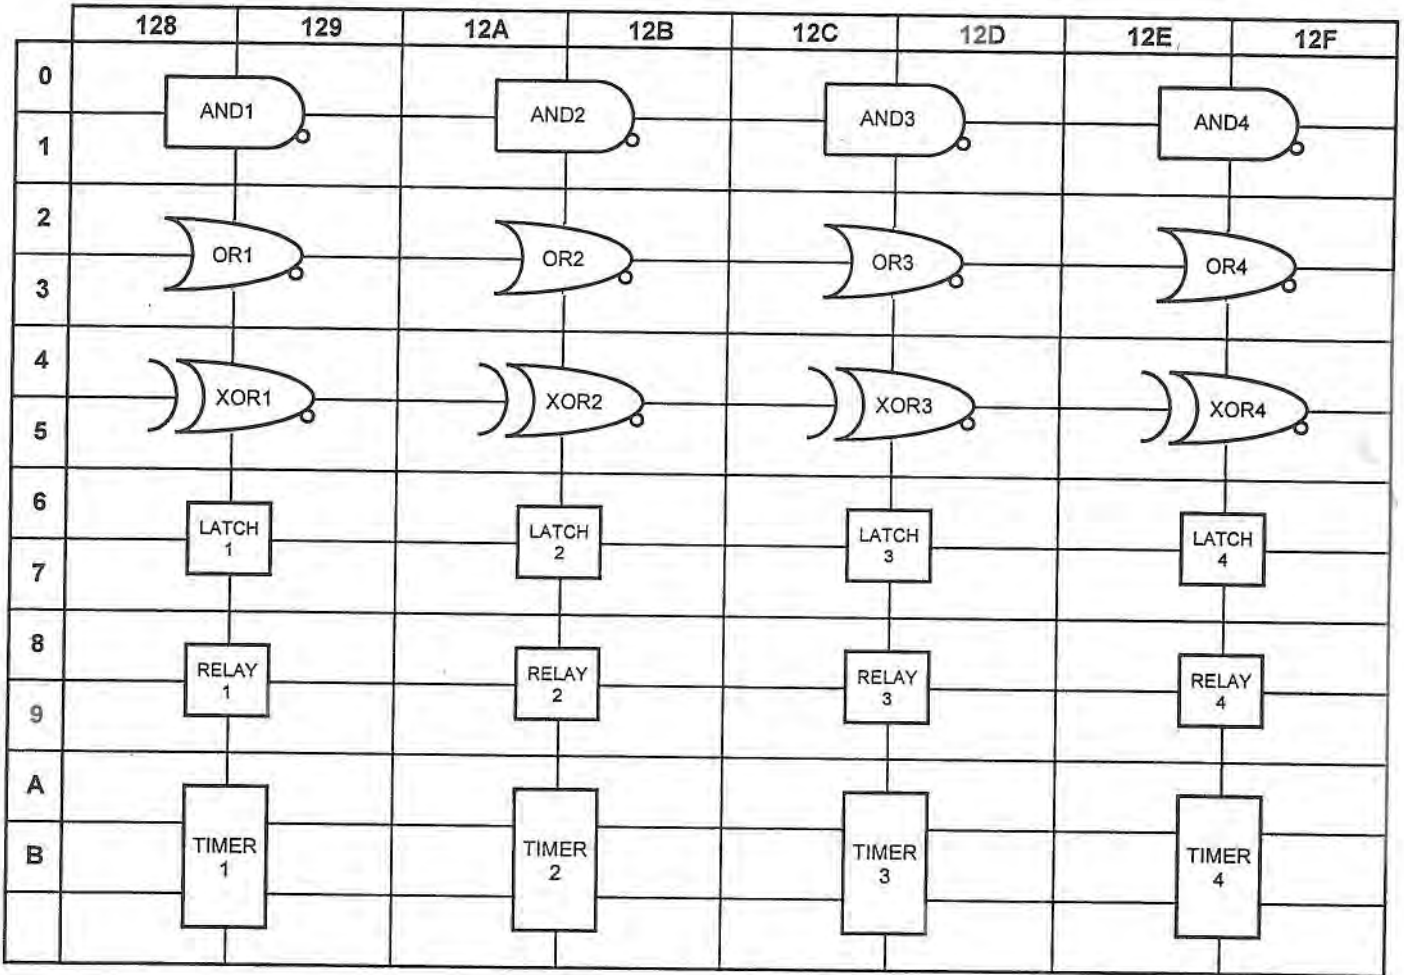 128 129 12A 12B 12C 12D 12E 12F
0
AND1 AND2 AND3 AND4
1
2
OR1 OR2 OR3 OR4
3
4
XOR1 XOR2 XOR3 XOR4
5
6
LATCH LATCH LATCH LATCH
1 2 3 4
7
8
RELAY RELAY RELAY RELAY
1 2 3 4
9
A
TIMER TIMER TIMER TIMER
B
1 2 3 4